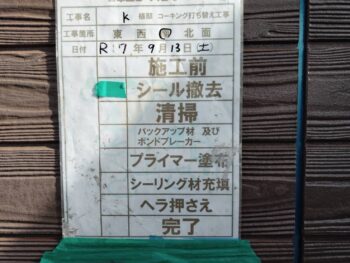 工事名 K 様邸 コーキング打ち替え工事
工事箇所 東 西 南 北面
日付 R 7年 9月 13日(土)
施工前
シール撤去
清掃
バックアップ材 及び
ボンドブレーカー
プライマー塗布
シーリング材充填
ヘラ押さえ
完了